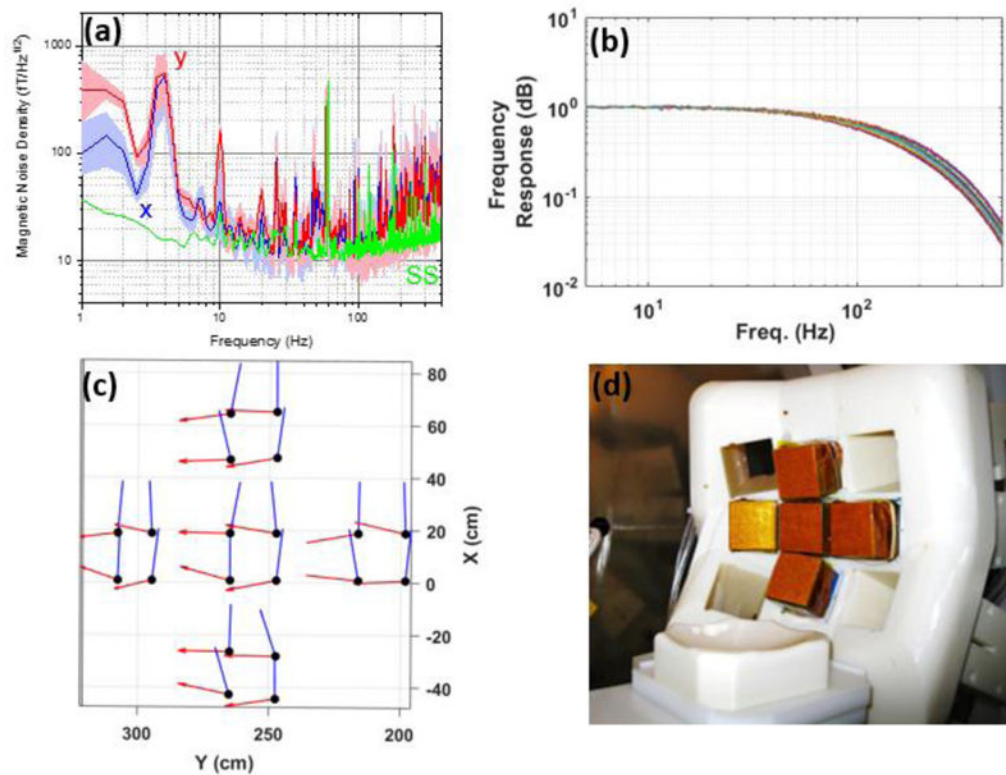 (a)
y
x
SS
1000
100
10
1
10
100
Magnetic Noise Density (fT/Hz^1/2)
Frequency (Hz)
(b)
10^1
10^0
10^-1
10^-2
10^1
10^2
Frequency
Response (dB)
Freq. (Hz)
(c)
80
60
40
20
0
-20
-40
X (cm)
300
250
200
Y (cm)
(d)